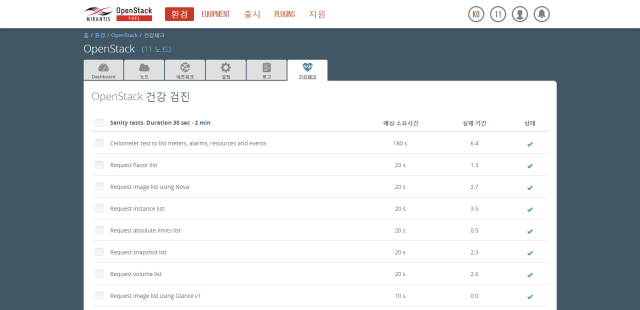 MIRANTIS OpenStack FUEL 환경 EQUIPMENT 출시 PLUGINS 지원 KO 11
홈 / 환경 / OpenStack / 건강체크
OpenStack (11 노드)
Dashboard 노드 네트워크 설정 로그 건강체크
OpenStack 건강 검진
Sanity tests. Duration 30 sec - 2 min 예상 소요시간 실제 기간 상태
Ceilometer test to list meters, alarms, resources and events 180 s. 6.4
Request flavor list 20 s. 1.3
Request image list using Nova 20 s. 2.7
Request instance list 20 s. 3.5
Request absolute limits list 20 s. 0.5
Request snapshot list 20 s. 2.3
Request volume list 20 s. 2.6
Request image list using Glance v1 10 s. 0.0